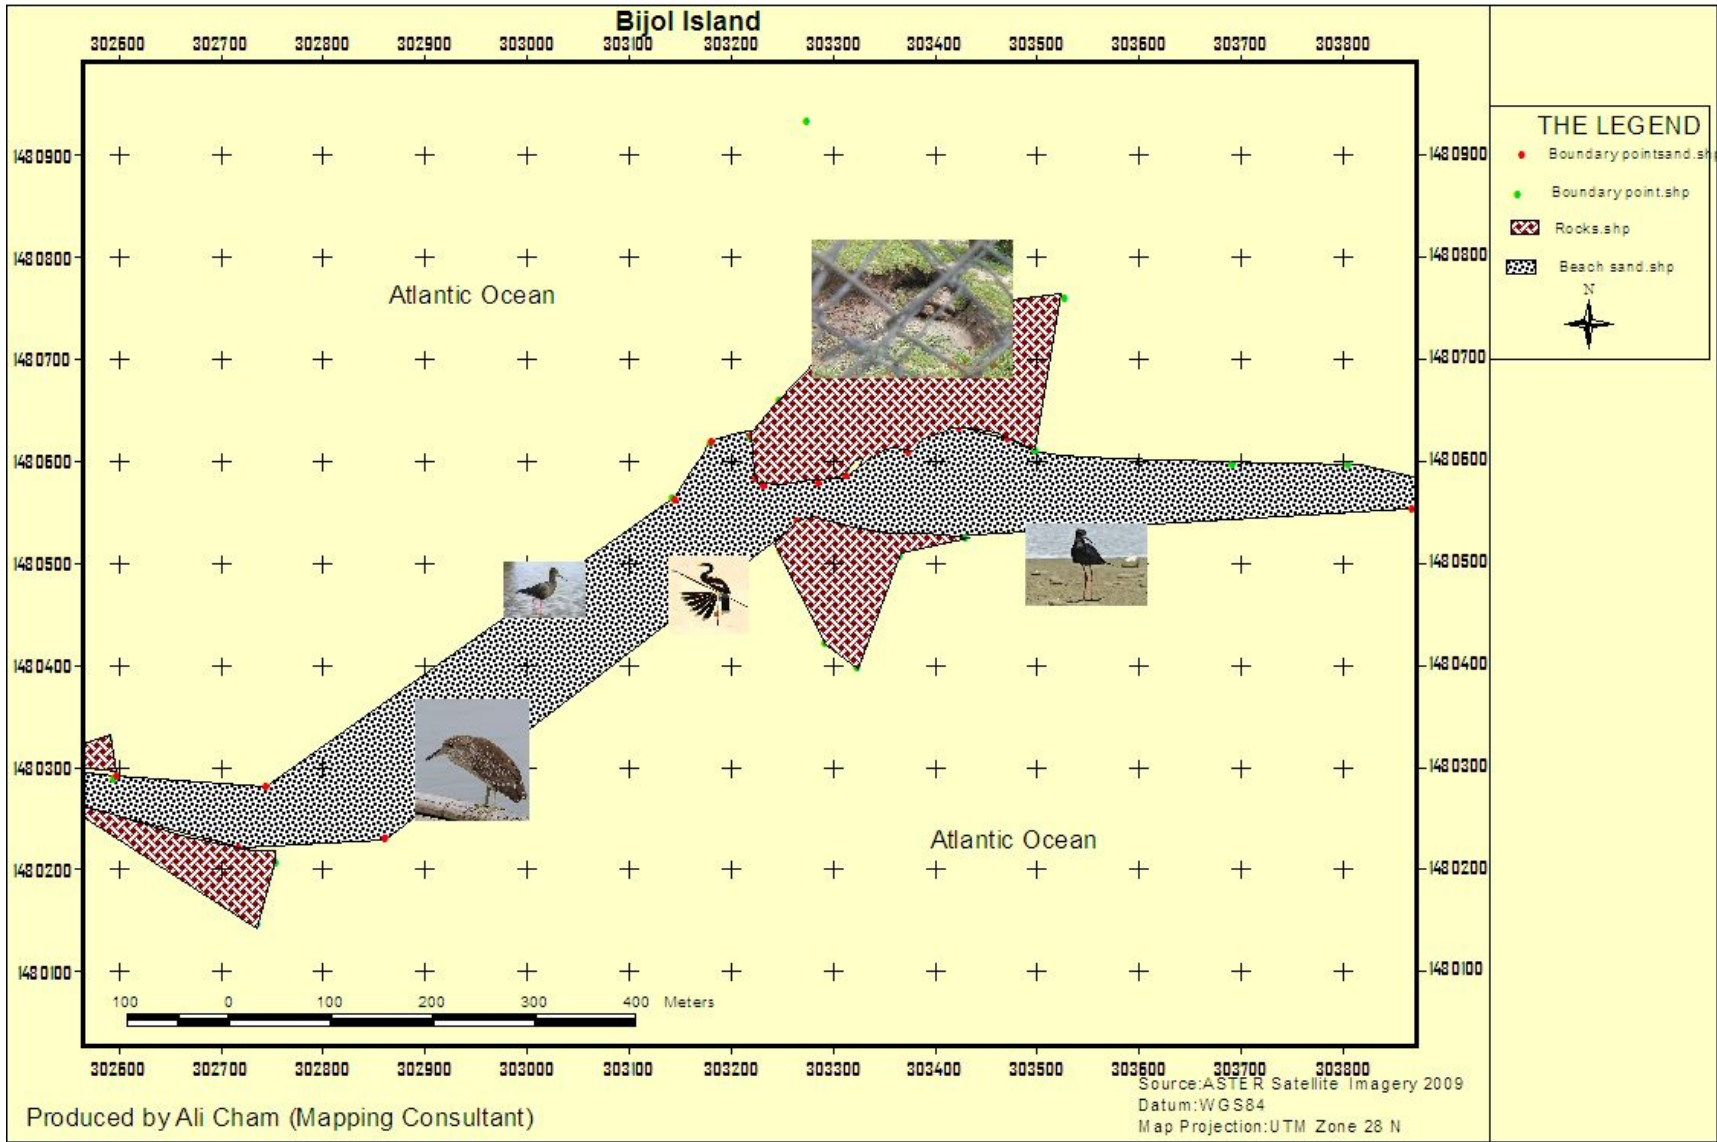 Bijol Island
302600 302700 302800 302900 303000 303100 303200 303300 303400 303500 303600 303700 303800
THE LEGEND
Boundary pointsand.shp
Boundary point.shp
Rocks.shp
Beach sand.shp
N
1480900 1480900
1480800 1480800
Atlantic Ocean
1480700 1480700
1480600 1480600
1480500 1480500
1480400 1480400
1480300 1480300
Atlantic Ocean
1480200 1480200
1480100 1480100
100 0 100 200 300 400 Meters
302600 302700 302800 302900 303000 303100 303200 303300 303400 303500 303600 303700 303800
Source:ASTER Satellite Imagery 2009
Datum:WGS84
Map Projection:UTM Zone 28 N
Produced by Ali Cham (Mapping Consultant)